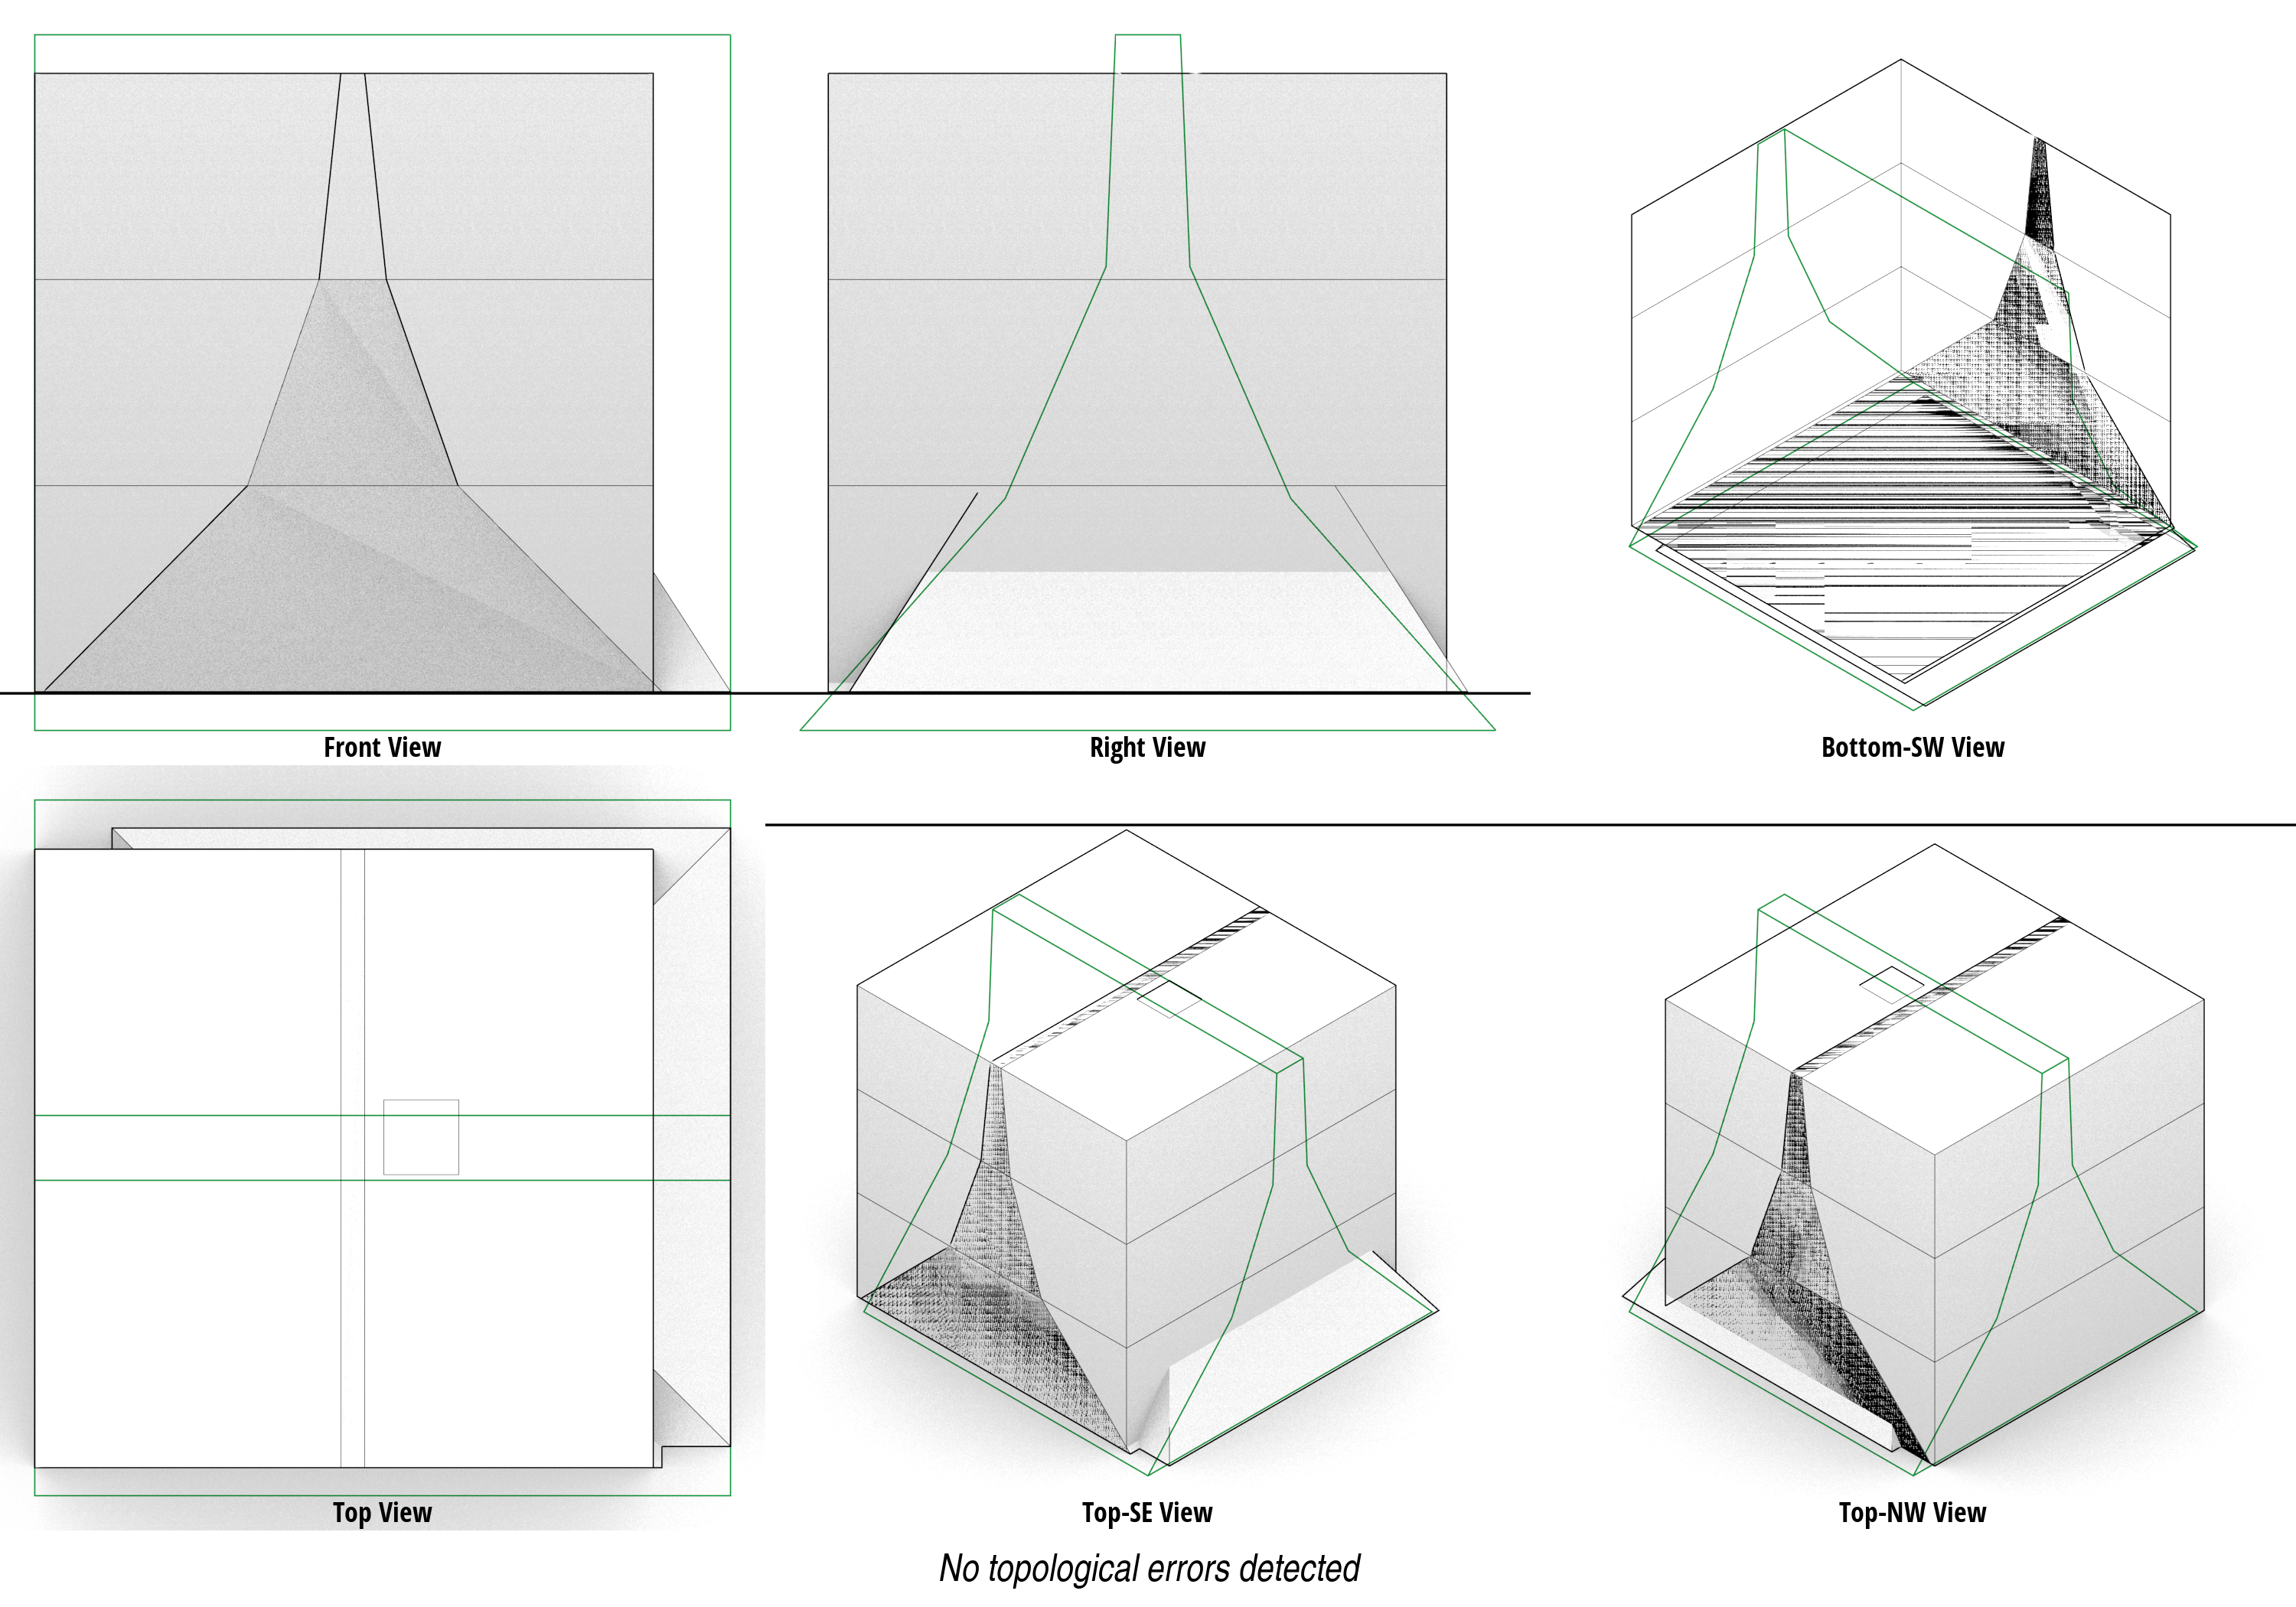 Front View
Right View
Bottom-SW View
Top View
Top-SE View
Top-NW View
No topological errors detected